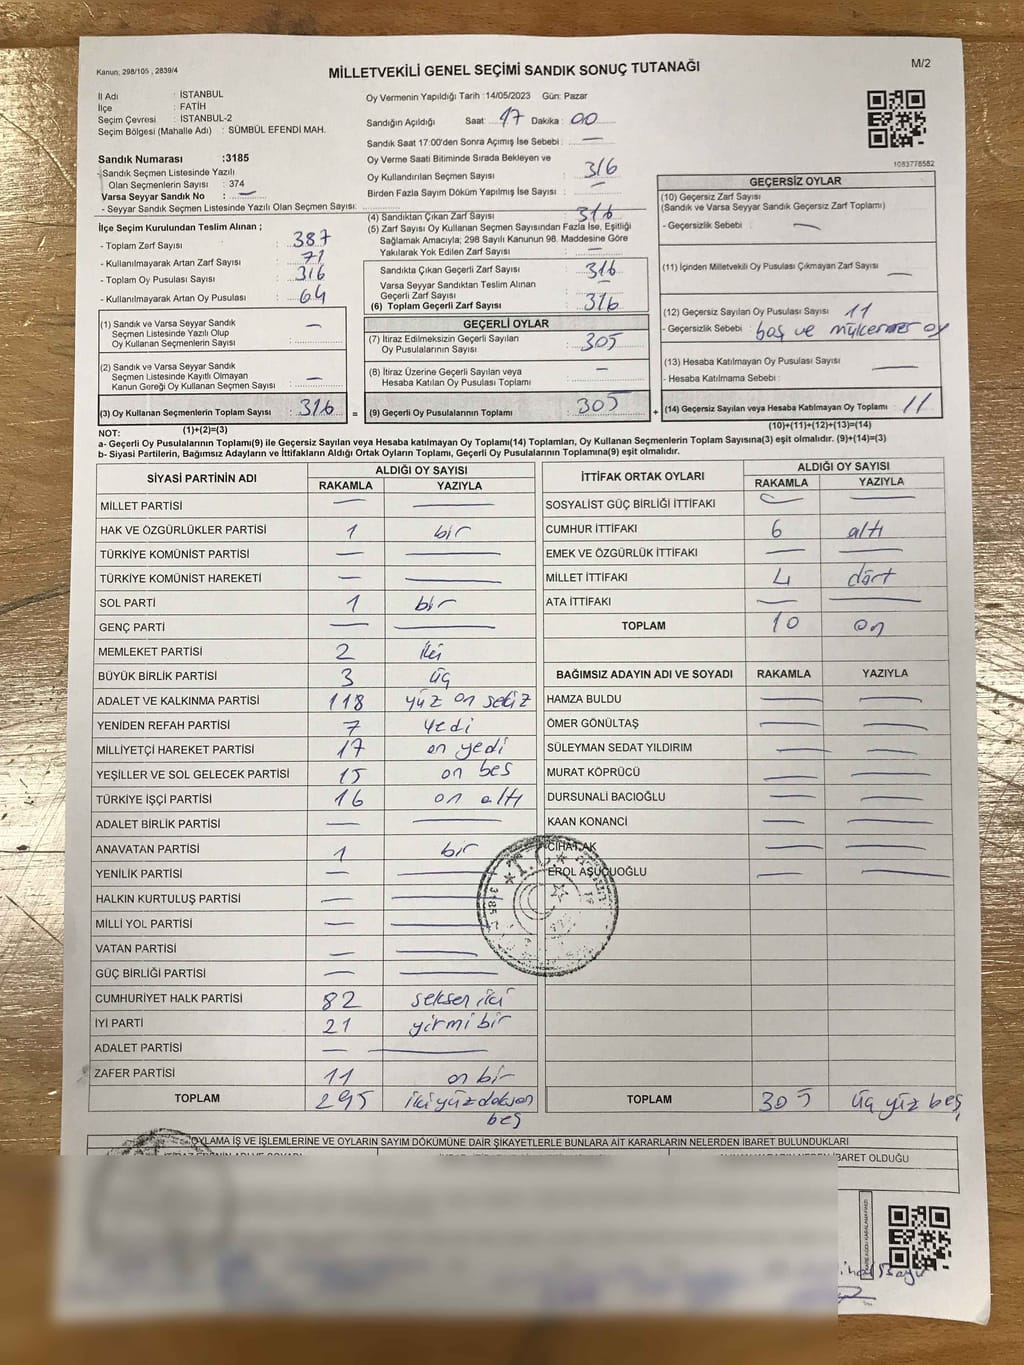 Kanun: 298/105 , 2839/4
MİLLETVEKİLİ GENEL SEÇİMİ SANDIK SONUÇ TUTANAĞI
M/2
İl Adı : İSTANBUL
İlçe : FATİH
Seçim Çevresi : İSTANBUL-2
Seçim Bölgesi (Mahalle Adı) : SÜMBÜL EFENDİ MAH.
Sandık Numarası :3185
- Sandık Seçmen Listesinde Yazılı
Olan Seçmenlerin Sayısı : 374
Varsa Seyyar Sandık No : —
- Seyyar Sandık Seçmen Listesinde Yazılı Olan Seçmen Sayısı:
Oy Vermenin Yapıldığı Tarih :14/05/2023 Gün: Pazar
Sandığın Açıldığı Saat: 17 Dakika: 00
Sandık Saat 17:00'den Sonra Açımış İse Sebebi : —
Oy Verme Saati Bitiminde Sırada Bekleyen ve
Oy Kullandırılan Seçmen Sayısı : 316
Birden Fazla Sayım Döküm Yapılmış İse Sayısı : —
1083778582
İlçe Seçim Kurulundan Teslim Alınan ;
- Toplam Zarf Sayısı : 387
- Kullanılmayarak Artan Zarf Sayısı : 71
- Toplam Oy Pusulası Sayısı : 316
- Kullanılmayarak Artan Oy Pusulası : 64
(1) Sandık ve Varsa Seyyar Sandık
Seçmen Listesinde Yazılı Olup
Oy Kullanan Seçmenlerin Sayısı : —
(2) Sandık ve Varsa Seyyar Sandık
Seçmen Listesinde Kayıtlı Olmayan
Kanun Gereği Oy Kullanan Seçmen Sayısı : —
(3) Oy Kullanan Seçmenlerin Toplam Sayısı : 316 =
(1)+(2)=(3)
(4) Sandıktan Çıkan Zarf Sayısı : 316
(5) Zarf Sayısı Oy Kullanan Seçmen Sayısından Fazla İse, Eşitliği
Sağlamak Amacıyla; 298 Sayılı Kanunun 98. Maddesine Göre
Yakılarak Yok Edilen Zarf Sayısı : —
Sandıkta Çıkan Geçerli Zarf Sayısı : 316
Varsa Seyyar Sandıktan Teslim Alınan
Geçerli Zarf Sayısı : —
(6) Toplam Geçerli Zarf Sayısı : 316
GEÇERLİ OYLAR
(7) İtiraz Edilmeksizin Geçerli Sayılan
Oy Pusulalarının Sayısı : 305
(8) İtiraz Üzerine Geçerli Sayılan veya
Hesaba Katılan Oy Pusulası Toplamı : —
(9) Geçerli Oy Pusulalarının Toplamı : 305 +
GEÇERSİZ OYLAR
(10) Geçersiz Zarf Sayısı
(Sandık ve Varsa Seyyar Sandık Geçersiz Zarf Toplamı)
- Geçersizlik Sebebi : —
(11) İçinden Milletvekili Oy Pusulası Çıkmayan Zarf Sayısı —
(12) Geçersiz Sayılan Oy Pusulası Sayısı : 11
- Geçersizlik Sebebi : boş ve mükerrer oy
(13) Hesaba Katılmayan Oy Pusulası Sayısı : —
- Hesaba Katılmama Sebebi :
(14) Geçersiz Sayılan veya Hesaba Katılmayan Oy Toplamı 11
(10)+(11)+(12)+(13)=(14)
NOT:
a- Geçerli Oy Pusulalarının Toplamı(9) ile Geçersiz Sayılan veya Hesaba katılmayan Oy Toplamı(14) Toplamları, Oy Kullanan Seçmenlerin Toplam Sayısına(3) eşit olmalıdır. (9)+(14)=(3)
b- Siyasi Partilerin, Bağımsız Adayların ve İttifakların Aldığı Ortak Oyların Toplamı, Geçerli Oy Pusulalarının Toplamına(9) eşit olmalıdır.
SİYASİ PARTİNİN ADI ALDIĞI OY SAYISI
RAKAMLA YAZIYLA
MİLLET PARTİSİ — —
HAK VE ÖZGÜRLÜKLER PARTİSİ 1 bir
TÜRKİYE KOMÜNİST PARTİSİ — —
TÜRKİYE KOMÜNİST HAREKETİ — —
SOL PARTİ 1 bir
GENÇ PARTİ — —
MEMLEKET PARTİSİ 2 iki
BÜYÜK BİRLİK PARTİSİ 3 üç
ADALET VE KALKINMA PARTİSİ 118 yüz on sekiz
YENİDEN REFAH PARTİSİ 7 yedi
MİLLİYETÇİ HAREKET PARTİSİ 17 on yedi
YEŞİLLER VE SOL GELECEK PARTİSİ 15 on beş
TÜRKİYE İŞÇİ PARTİSİ 16 on altı
ADALET BİRLİK PARTİSİ — —
ANAVATAN PARTİSİ 1 bir
YENİLİK PARTİSİ — —
HALKIN KURTULUŞ PARTİSİ — —
MİLLİ YOL PARTİSİ — —
VATAN PARTİSİ — —
GÜÇ BİRLİĞİ PARTİSİ — —
CUMHURİYET HALK PARTİSİ 82 seksen iki
İYİ PARTİ 21 yirmi bir
ADALET PARTİSİ — —
ZAFER PARTİSİ 11 on bir
TOPLAM 295 iki yüz doksan
beş
İTTİFAK ORTAK OYLARI ALDIĞI OY SAYISI
RAKAMLA YAZIYLA
SOSYALİST GÜÇ BİRLİĞİ İTTİFAKI — —
CUMHUR İTTİFAKI 6 altı
EMEK VE ÖZGÜRLÜK İTTİFAKI — —
MİLLET İTTİFAKI 4 dört
ATA İTTİFAKI — —
TOPLAM 10 on
BAĞIMSIZ ADAYIN ADI VE SOYADI RAKAMLA YAZIYLA
HAMZA BULDU — —
ÖMER GÖNÜLTAŞ — —
SÜLEYMAN SEDAT YILDIRIM — —
MURAT KÖPRÜCÜ — —
DURSUNALİ BACIOĞLU — —
KAAN KONANCİ — —
CİHAT AK — —
EROL AŞUÇUOĞLU — —
TOPLAM 305 üç yüz beş
T.C.
3185
OYLAMA İŞ VE İŞLEMLERİNE VE OYLARIN SAYIM DÖKÜMÜNE DAİR ŞİKAYETLERLE BUNLARA AİT KARARLARIN NELERDEN İBARET BULUNDUKLARI
İBARET OLDUĞU